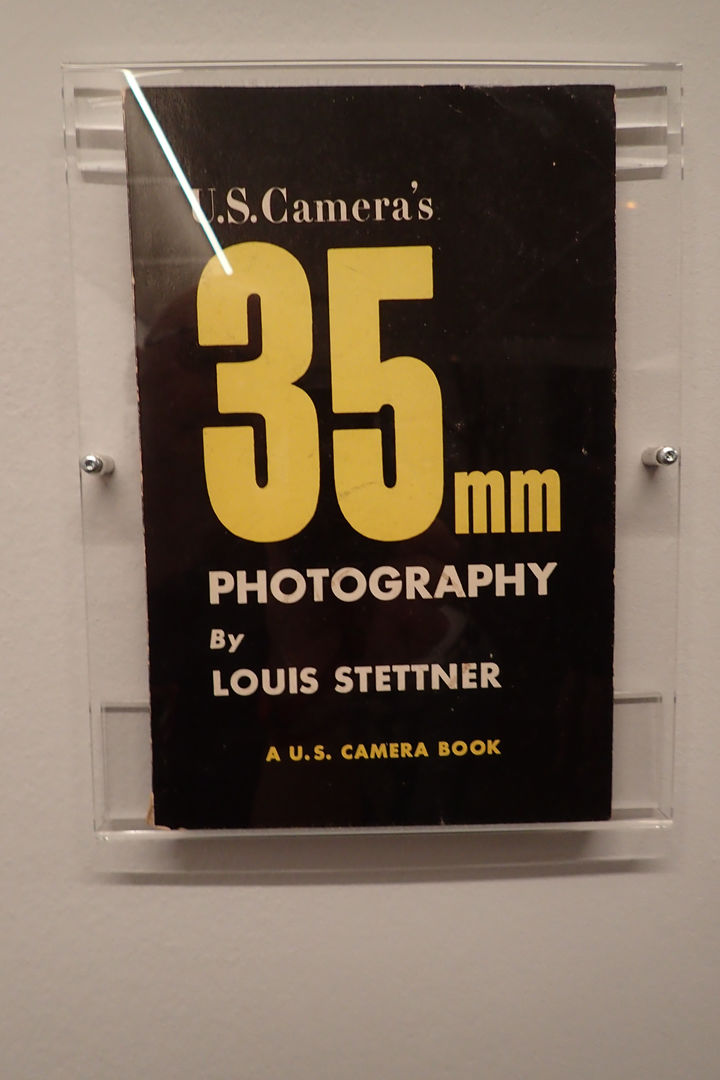 U.S. Camera's
35mm
PHOTOGRAPHY
By
LOUIS STETTNER
A U.S. CAMERA BOOK